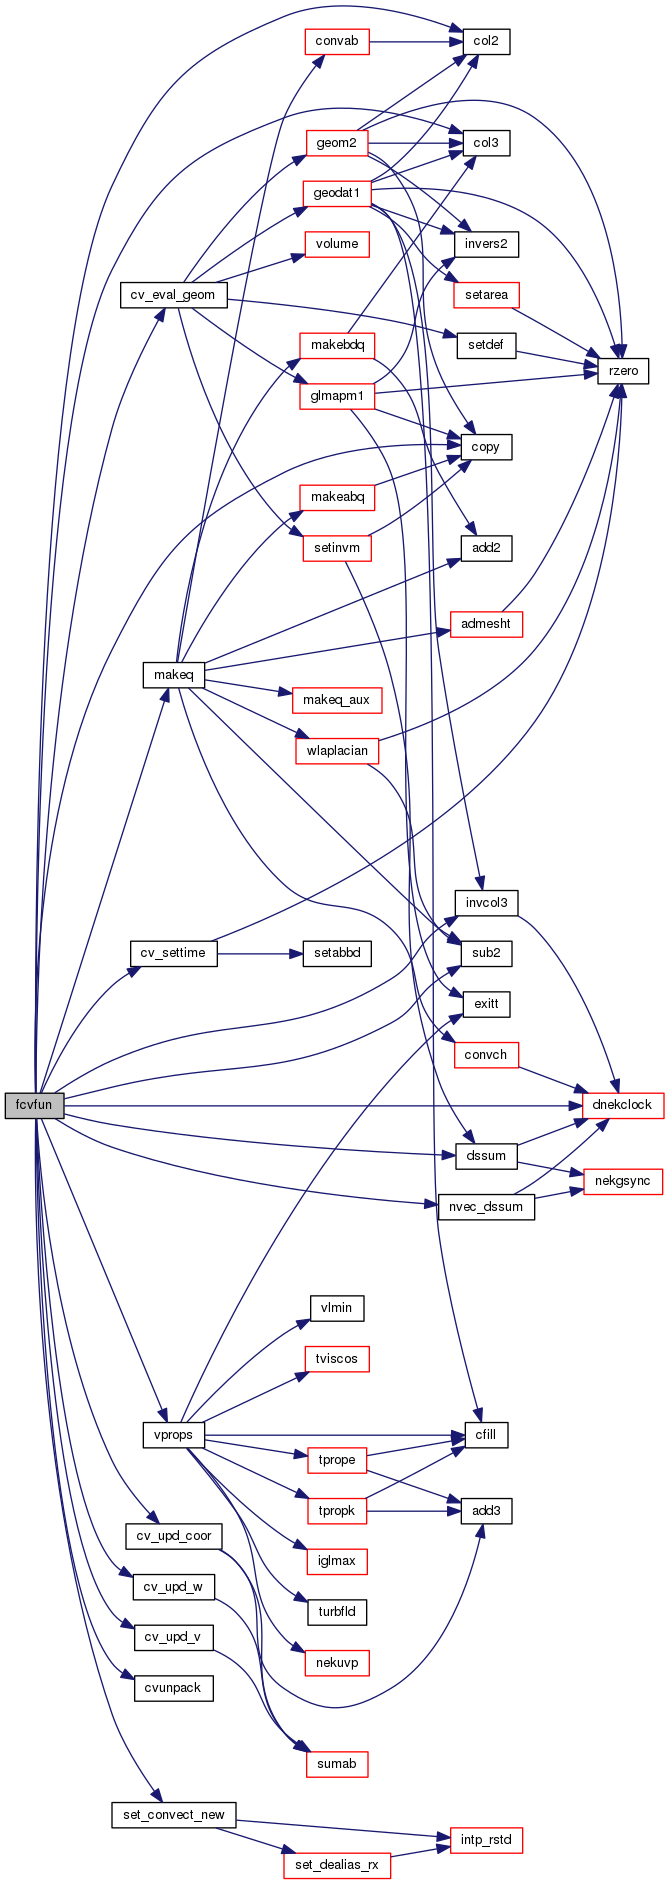 convab
col2
geom2
col3
geodat1
volume
invers2
cv_eval_geom
setarea
makebdq
setdef
rzero
glmapm1
copy
makeabq
setinvm
add2
admesht
makeq
makeq_aux
wlaplacian
invcol3
cv_settime
setabbd
sub2
exitt
convch
fcvfun
dnekclock
dssum
nekgsync
nvec_dssum
vlmin
tviscos
vprops
cfill
tprope
tpropk
add3
cv_upd_coor
iglmax
cv_upd_w
turbfld
cv_upd_v
nekuvp
cvunpack
sumab
set_convect_new
intp_rstd
set_dealias_rx